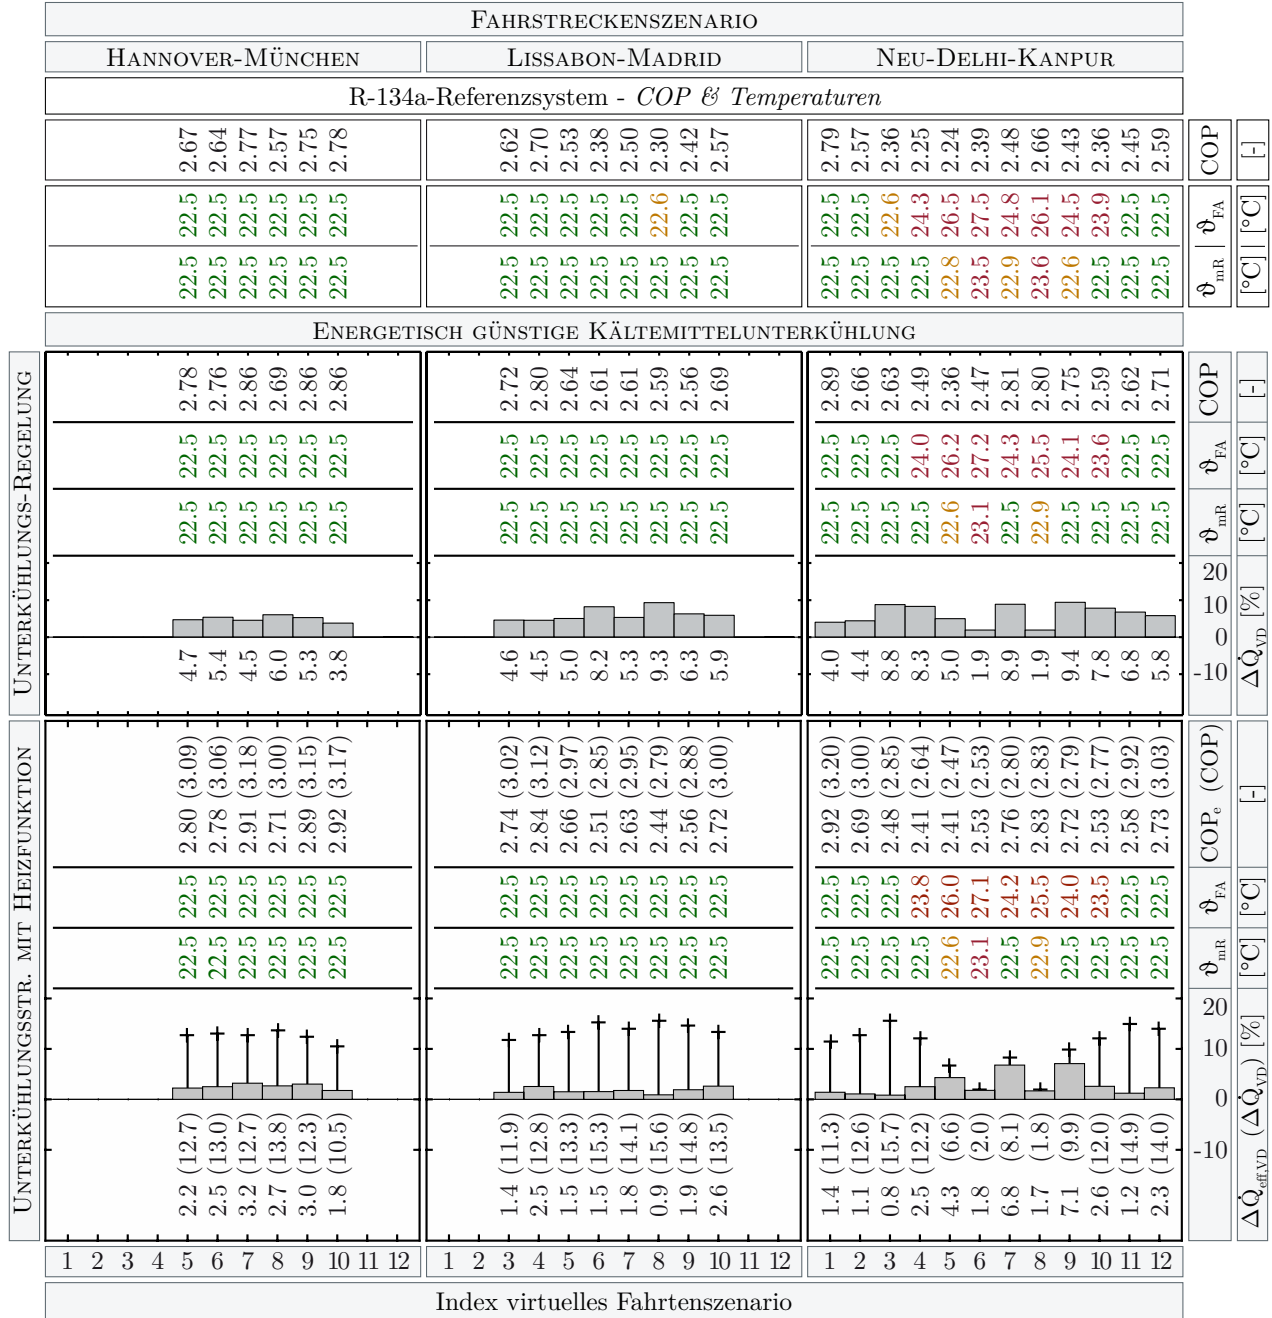 FAHRSTRECKENSZENARIO
HANNOVER-MÜNCHEN LISSABON-MADRID NEU-DELHI-KANPUR
R-134a-Referenzsystem - COP & Temperaturen
2.67 2.64 2.77 2.57 2.75 2.78 2.62 2.70 2.53 2.38 2.50 2.30 2.42 2.57 2.79 2.57 2.36 2.25 2.24 2.39 2.48 2.66 2.43 2.36 2.45 2.59 COP [-]
22.5 22.5 22.5 22.5 22.5 22.5 22.5 22.5 22.5 22.5 22.5 22.6 22.5 22.5 22.5 22.5 22.6 24.3 26.5 27.5 24.8 26.1 24.5 23.9 22.5 22.5
22.5 22.5 22.5 22.5 22.5 22.5 22.5 22.5 22.5 22.5 22.5 22.5 22.5 22.5 22.5 22.5 22.5 22.5 22.8 23.5 22.9 23.6 22.6 22.5 22.5 22.5
ϑmR | ϑFA [°C] | [°C]
ENERGETISCH GÜNSTIGE KÄLTEMITTELUNTERKÜHLUNG
UNTERKÜHLUNGS-REGELUNG
2.78 2.76 2.86 2.69 2.86 2.86 2.72 2.80 2.64 2.61 2.61 2.59 2.56 2.69 2.89 2.66 2.63 2.49 2.36 2.47 2.81 2.80 2.75 2.59 2.62 2.71 COP [-]
22.5 22.5 22.5 22.5 22.5 22.5 22.5 22.5 22.5 22.5 22.5 22.5 22.5 22.5 22.5 22.5 22.5 24.0 26.2 27.2 24.3 25.5 24.1 23.6 22.5 22.5 ϑFA [°C]
22.5 22.5 22.5 22.5 22.5 22.5 22.5 22.5 22.5 22.5 22.5 22.5 22.5 22.5 22.5 22.5 22.5 22.5 22.6 23.1 22.5 22.9 22.5 22.5 22.5 22.5 ϑmR [°C]
20
10
0
-10
4.7 5.4 4.5 6.0 5.3 3.8 4.6 4.5 5.0 8.2 5.3 9.3 6.3 5.9 4.0 4.4 8.8 8.3 5.0 1.9 8.9 1.9 9.4 7.8 6.8 5.8
ΔQ̇VD [%]
UNTERKÜHLUNGSSTR. MIT HEIZFUNKTION
2.80 (3.09) 2.78 (3.06) 2.91 (3.18) 2.71 (3.00) 2.89 (3.15) 2.92 (3.17) 2.74 (3.02) 2.84 (3.12) 2.66 (2.97) 2.51 (2.85) 2.63 (2.95) 2.44 (2.79) 2.56 (2.88) 2.72 (3.00) 2.92 (3.20) 2.69 (3.00) 2.48 (2.85) 2.41 (2.64) 2.41 (2.47) 2.53 (2.53) 2.76 (2.80) 2.83 (2.83) 2.72 (2.79) 2.53 (2.77) 2.58 (2.92) 2.73 (3.03) COPe (COP) [-]
22.5 22.5 22.5 22.5 22.5 22.5 22.5 22.5 22.5 22.5 22.5 22.5 22.5 22.5 22.5 22.5 22.5 23.8 26.0 27.1 24.2 25.5 24.0 23.5 22.5 22.5 ϑFA [°C]
22.5 22.5 22.5 22.5 22.5 22.5 22.5 22.5 22.5 22.5 22.5 22.5 22.5 22.5 22.5 22.5 22.5 22.5 22.6 23.1 22.5 22.9 22.5 22.5 22.5 22.5 ϑmR [°C]
20
10
0
-10
2.2 (12.7) 2.5 (13.0) 3.2 (12.7) 2.7 (13.8) 3.0 (12.3) 1.8 (10.5) 1.4 (11.9) 2.5 (12.8) 1.5 (13.3) 1.5 (15.3) 1.8 (14.1) 0.9 (15.6) 1.9 (14.8) 2.6 (13.5) 1.4 (11.3) 1.1 (12.6) 0.8 (15.7) 2.5 (12.2) 4.3 (6.6) 1.8 (2.0) 6.8 (8.1) 1.7 (1.8) 7.1 (9.9) 2.6 (12.0) 1.2 (14.9) 2.3 (14.0)
ΔQ̇eff,VD (ΔQ̇VD) [%]
1 2 3 4 5 6 7 8 9 10 11 12 1 2 3 4 5 6 7 8 9 10 11 12 1 2 3 4 5 6 7 8 9 10 11 12
Index virtuelles Fahrtenszenario